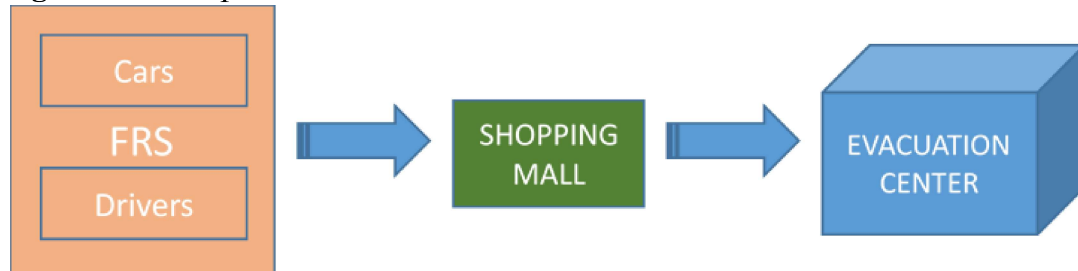 Cars
FRS
Drivers
SHOPPING
MALL
EVACUATION
CENTER